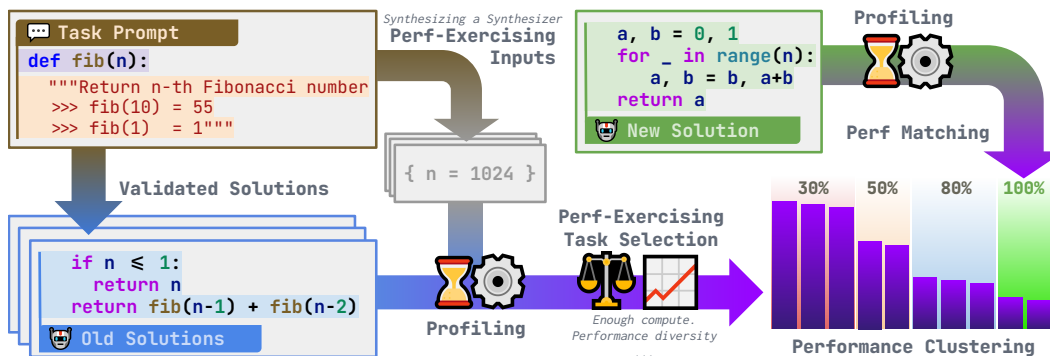 Task Prompt
def fib(n):
"""Return n-th Fibonacci number
>>> fib(10) = 55
>>> fib(1)  = 1"""
Synthesizing a Synthesizer
Perf-Exercising
Inputs
{ n = 1024 }
Validated Solutions
if n ≤ 1:
return n
return fib(n-1) + fib(n-2)
Old Solutions
Profiling
Perf-Exercising
Task Selection
Enough compute.
Performance diversity
...
a, b = 0, 1
for _ in range(n):
a, b = b, a+b
return a
New Solution
Profiling
Perf Matching
30% 50% 80% 100%
Performance Clustering